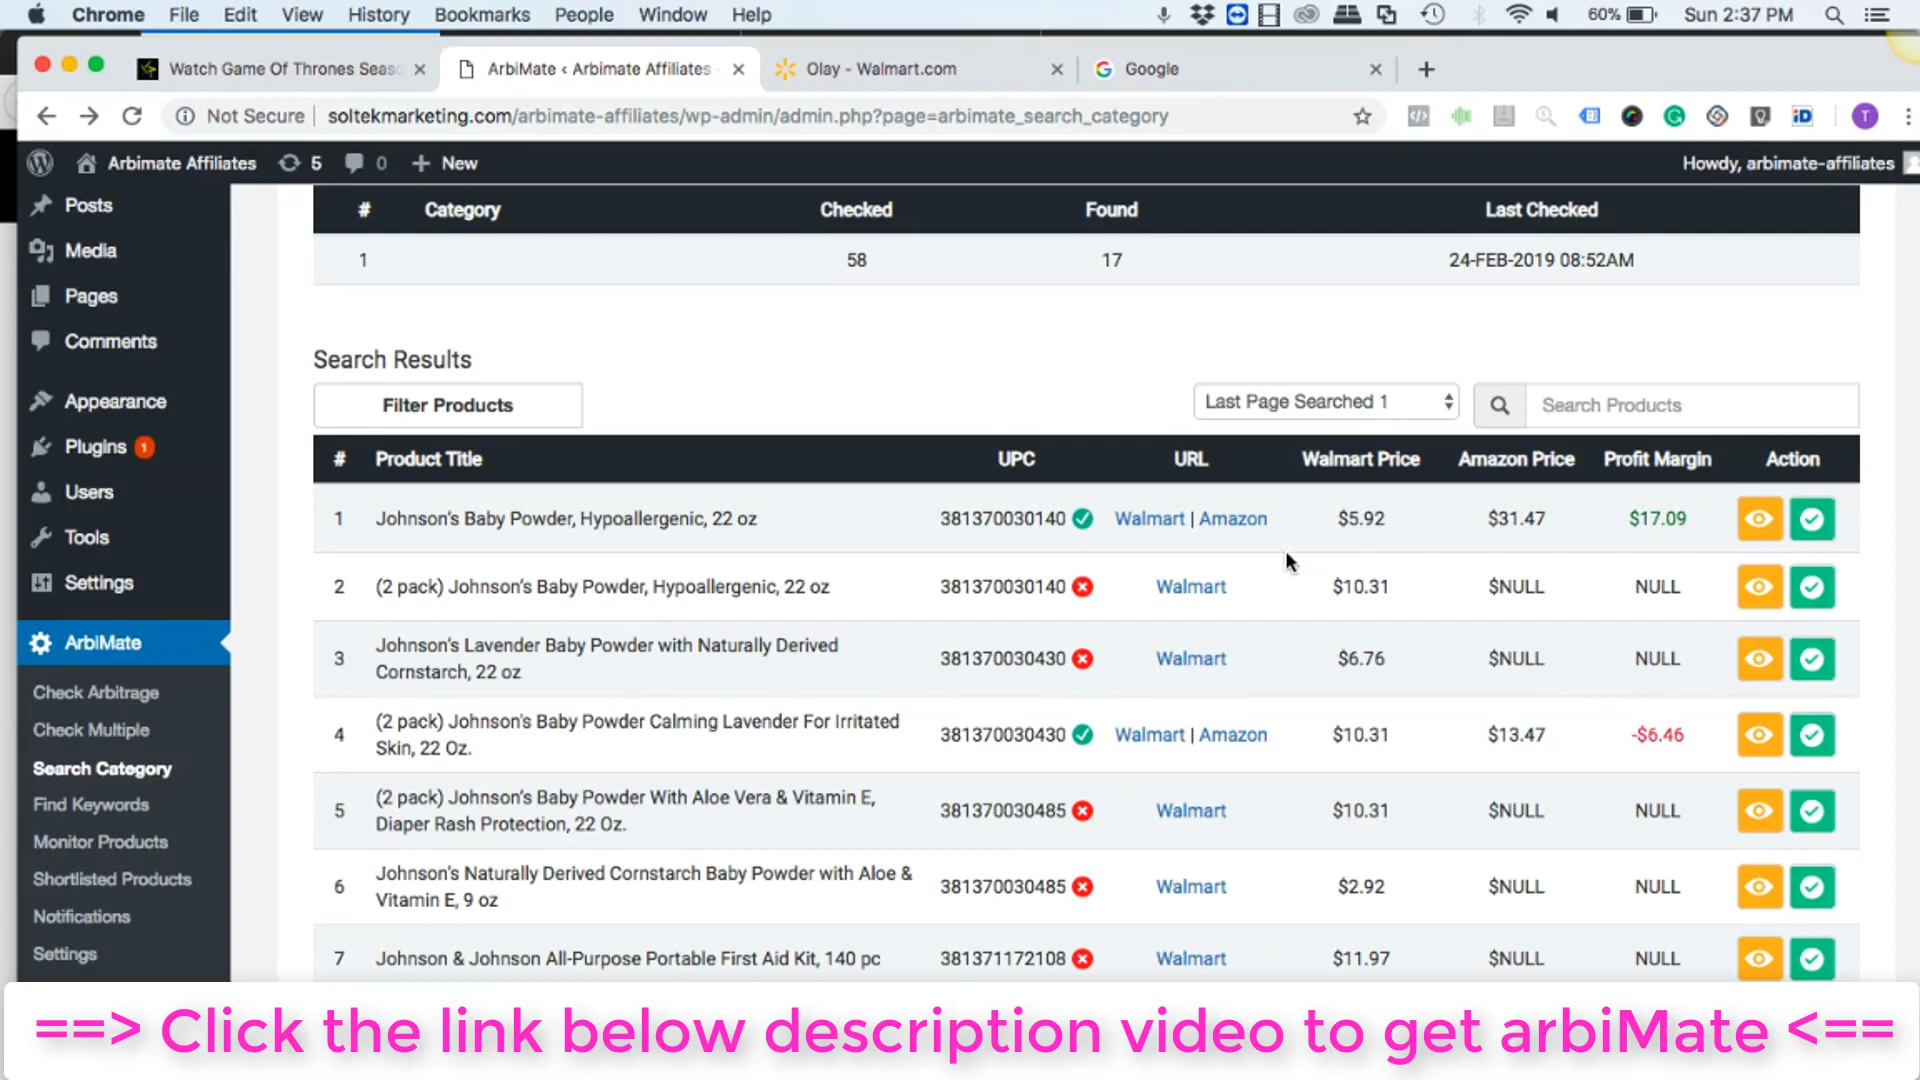 Chrome File Edit View History Bookmarks People Window Help 60% Sun 2:37 PM
Watch Game Of Thrones Seas ArbiMate ‹ Arbimate Affiliates Olay - Walmart.com Google
Not Secure soltekmarketing.com/arbimate-affiliates/wp-admin/admin.php?page=arbimate_search_category
Arbimate Affiliates 5 0 New Howdy, arbimate-affiliates
Posts
Media
Pages
Comments
Appearance
Plugins 1
Users
Tools
Settings
ArbiMate
Check Arbitrage
Check Multiple
Search Category
Find Keywords
Monitor Products
Shortlisted Products
Notifications
Settings
# Category Checked Found Last Checked
1 58 17 24-FEB-2019 08:52AM
Search Results
Filter Products Last Page Searched 1 Search Products
# Product Title UPC URL Walmart Price Amazon Price Profit Margin Action
1 Johnson's Baby Powder, Hypoallergenic, 22 oz 381370030140 Walmart | Amazon $5.92 $31.47 $17.09
2 (2 pack) Johnson's Baby Powder, Hypoallergenic, 22 oz 381370030140 Walmart $10.31 $NULL NULL
3 Johnson's Lavender Baby Powder with Naturally Derived Cornstarch, 22 oz 381370030430 Walmart $6.76 $NULL NULL
4 (2 pack) Johnson's Baby Powder Calming Lavender For Irritated Skin, 22 Oz. 381370030430 Walmart | Amazon $10.31 $13.47 -$6.46
5 (2 pack) Johnson's Baby Powder With Aloe Vera & Vitamin E, Diaper Rash Protection, 22 Oz. 381370030485 Walmart $10.31 $NULL NULL
6 Johnson's Naturally Derived Cornstarch Baby Powder with Aloe & Vitamin E, 9 oz 381370030485 Walmart $2.92 $NULL NULL
7 Johnson & Johnson All-Purpose Portable First Aid Kit, 140 pc 381371172108 Walmart $11.97 $NULL NULL
==> Click the link below description video to get arbiMate <==